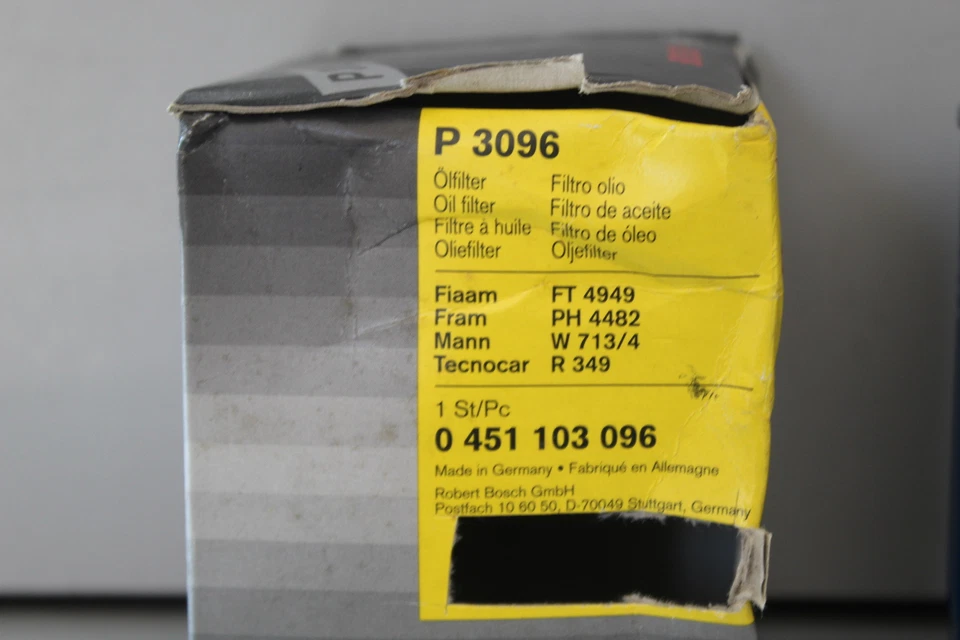 P 3096
Ölfilter Filtro olio
Oil filter Filtro de aceite
Filtre à huile Filtro de óleo
Oliefilter Oljefilter
Fiaam FT 4949
Fram PH 4482
Mann W 713/4
Tecnocar R 349
1 St/Pc
0 451 103 096
Made in Germany • Fabriqué en Allemagne
Robert Bosch GmbH
Postfach 10 60 50, D-70049 Stuttgart, Germany